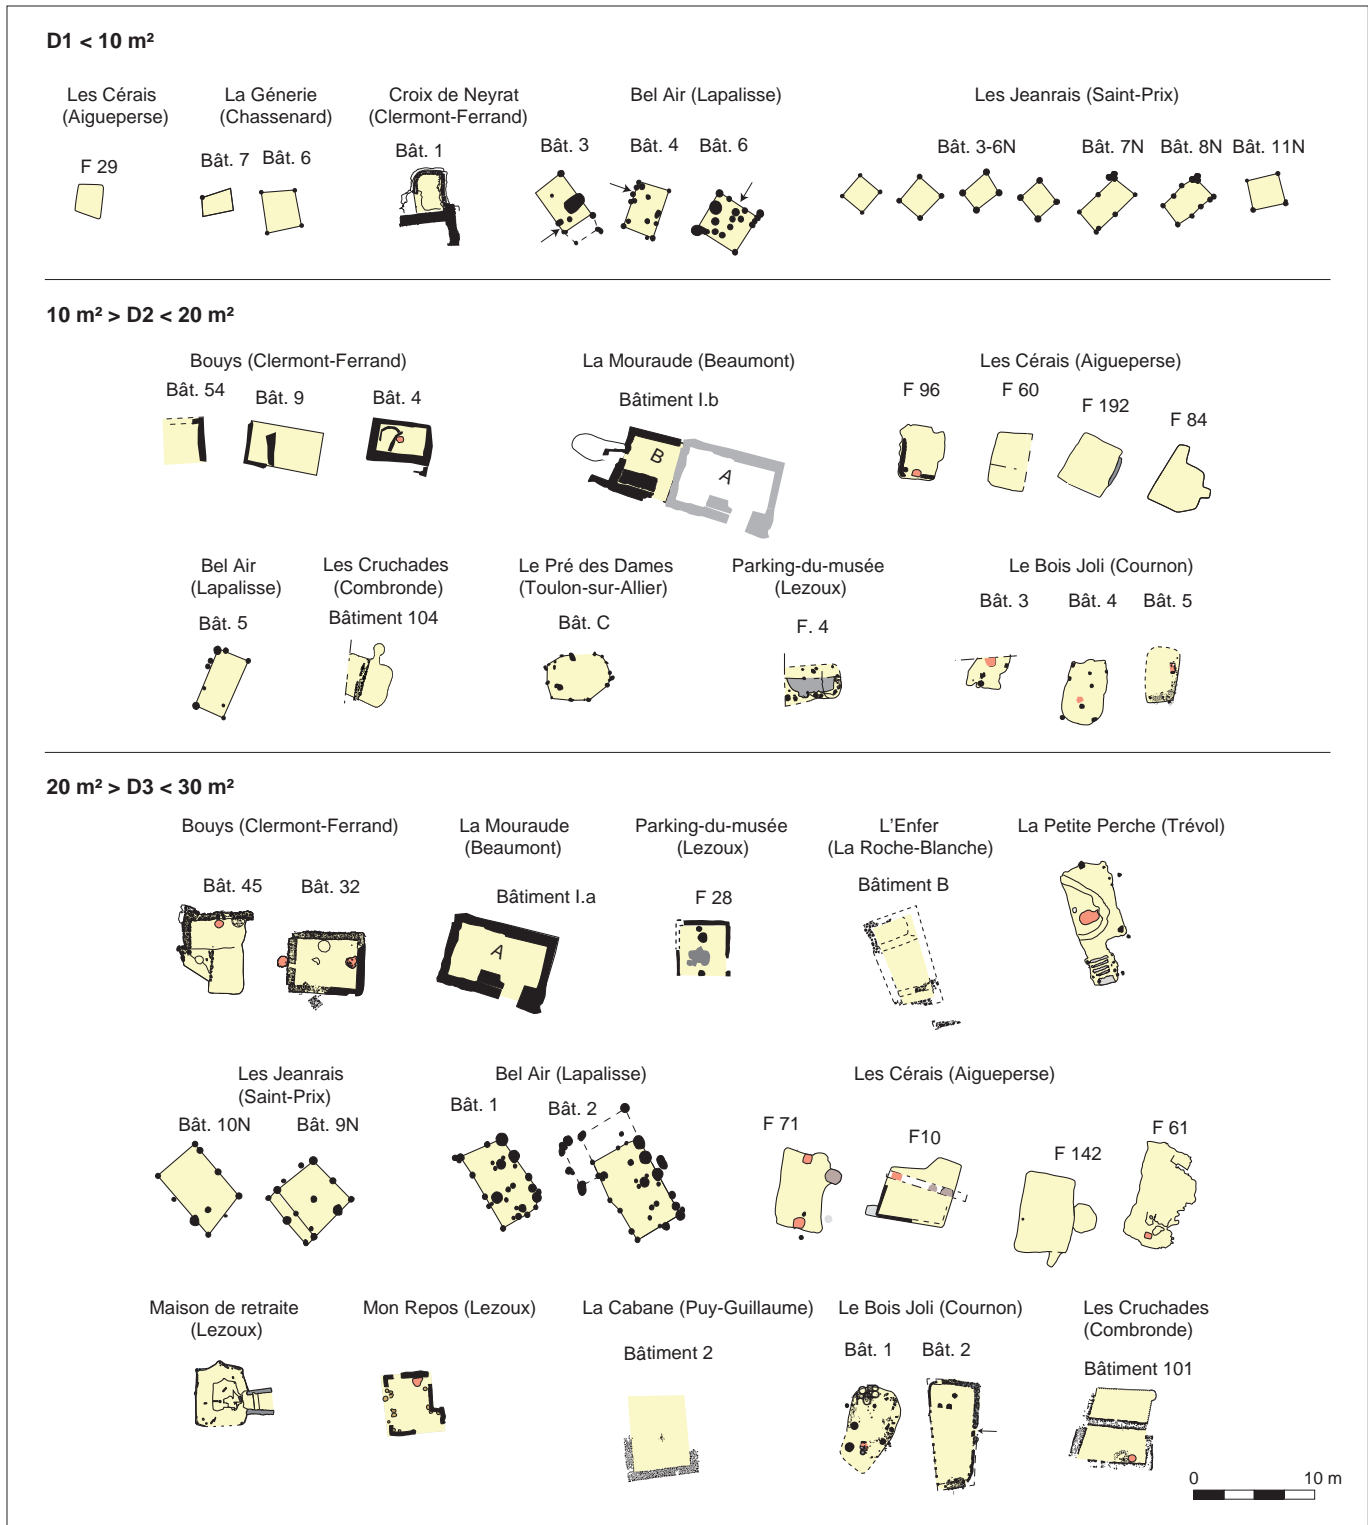 D1 < 10 m²
Les Cérais
(Aigueperse)
F 29
La Génerie
(Chassenard)
Bât. 7
Bât. 6
Croix de Neyrat
(Clermont-Ferrand)
Bât. 1
Bel Air (Lapalisse)
Bât. 3
Bât. 4
Bât. 6
Les Jeanrais (Saint-Prix)
Bât. 3-6N
Bât. 7N
Bât. 8N
Bât. 11N
10 m² > D2 < 20 m²
Bouys (Clermont-Ferrand)
Bât. 54
Bât. 9
Bât. 4
La Mouraude (Beaumont)
Bâtiment I.b
B
A
Les Cérais (Aigueperse)
F 96
F 60
F 192
F 84
Bel Air
(Lapalisse)
Bât. 5
Les Cruchades
(Combronde)
Bâtiment 104
Le Pré des Dames
(Toulon-sur-Allier)
Bât. C
Parking-du-musée
(Lezoux)
F. 4
Le Bois Joli (Cournon)
Bât. 3
Bât. 4
Bât. 5
20 m² > D3 < 30 m²
Bouys (Clermont-Ferrand)
Bât. 45
Bât. 32
La Mouraude
(Beaumont)
Bâtiment I.a
A
Parking-du-musée
(Lezoux)
F 28
L'Enfer
(La Roche-Blanche)
Bâtiment B
La Petite Perche (Trévol)
Les Jeanrais
(Saint-Prix)
Bât. 10N
Bât. 9N
Bel Air (Lapalisse)
Bât. 1
Bât. 2
Les Cérais (Aigueperse)
F 71
F10
F 142
F 61
Maison de retraite
(Lezoux)
Mon Repos (Lezoux)
La Cabane (Puy-Guillaume)
Bâtiment 2
Le Bois Joli (Cournon)
Bât. 1
Bât. 2
Les Cruchades
(Combronde)
Bâtiment 101
0
10 m